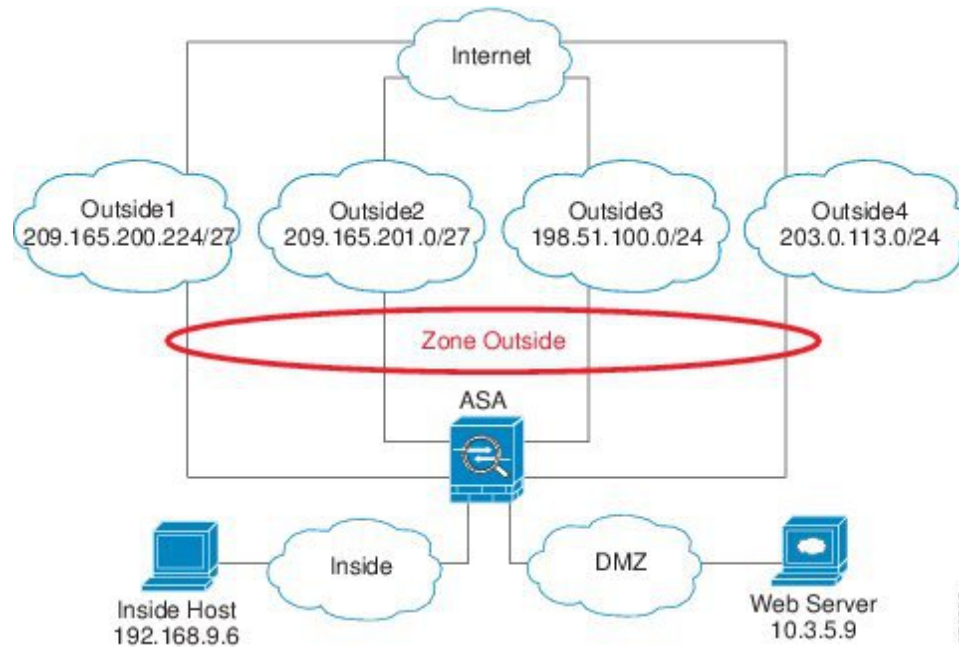 Internet
Outside1
209.165.200.224/27
Outside2
209.165.201.0/27
Outside3
198.51.100.0/24
Outside4
203.0.113.0/24
Zone Outside
ASA
Inside
DMZ
Inside Host
192.168.9.6
Web Server
10.3.5.9